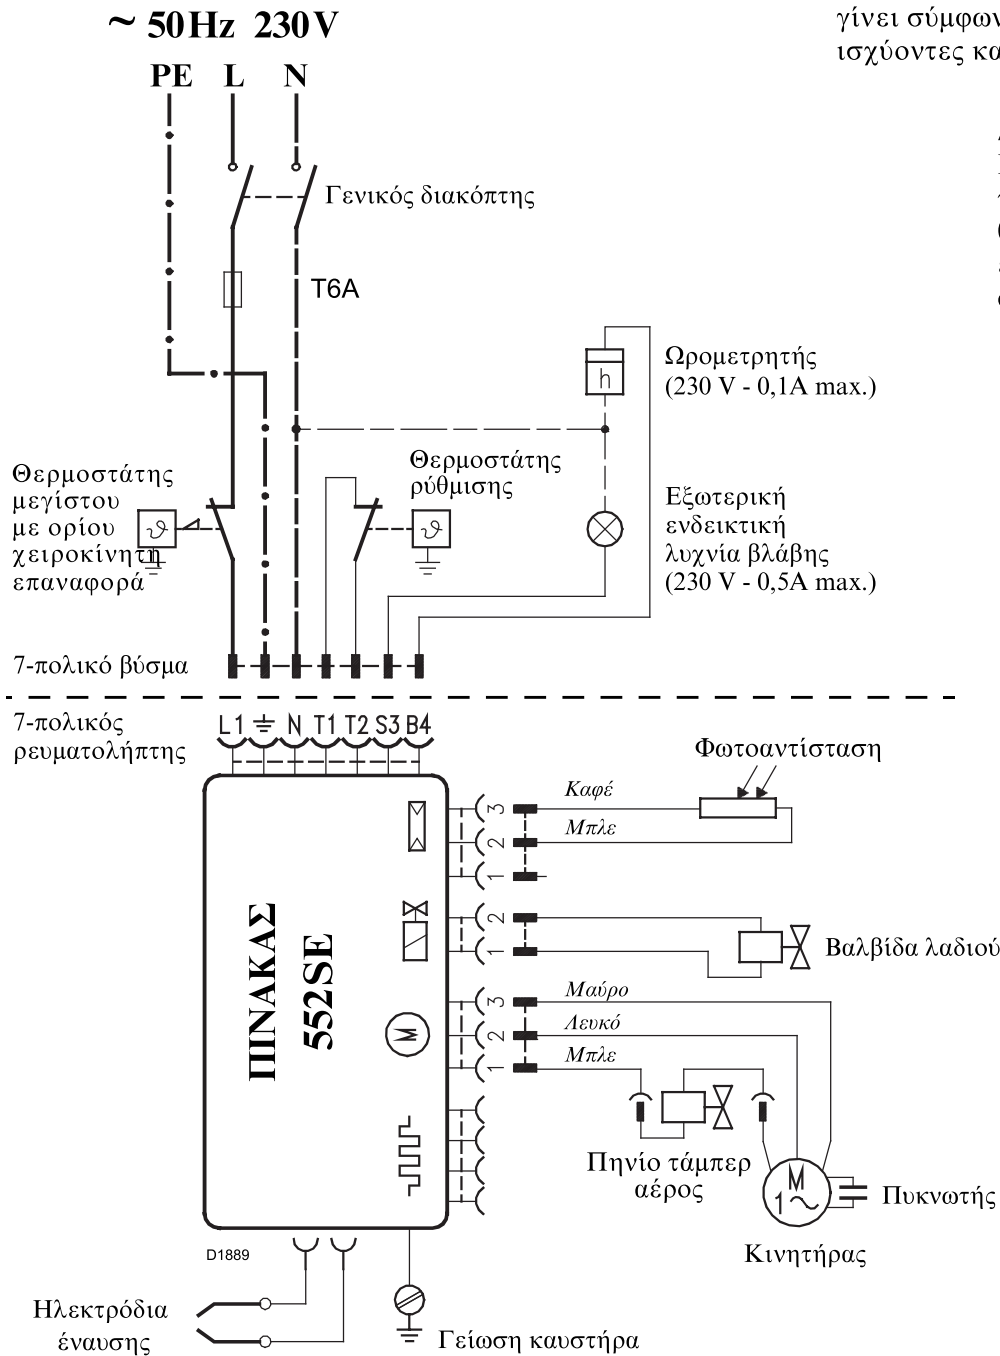 ~ 50Hz 230V
γίνει σύμφων
ισχύοντες κα
PE L N
Γενικός διακόπτης
T6A
Ωρομετρητής
(230 V - 0,1A max.)
h
Θερμοστάτης
μεγίστου
με ορίου
χειροκίνητη
επαναφορά
ϑ
Θερμοστάτης
ρύθμισης
ϑ
Εξωτερική
ενδεικτική
λυχνία βλάβης
(230 V - 0,5A max.)
7-πολικό βύσμα
7-πολικός
ρευματολήπτης
L1 N T1 T2 S3 B4
Φωτοαντίσταση
3 Καφέ
2 Μπλε
1
ΠΙΝΑΚΑΣ
552SE
2
1
Βαλβίδα λαδιού
M
3 Μαύρο
2 Λευκό
1 Μπλε
Πηνίο τάμπερ
αέρος
M
1~
Πυκνωτής
Κινητήρας
D1889
Ηλεκτρόδια
έναυσης
Γείωση καυστήρα